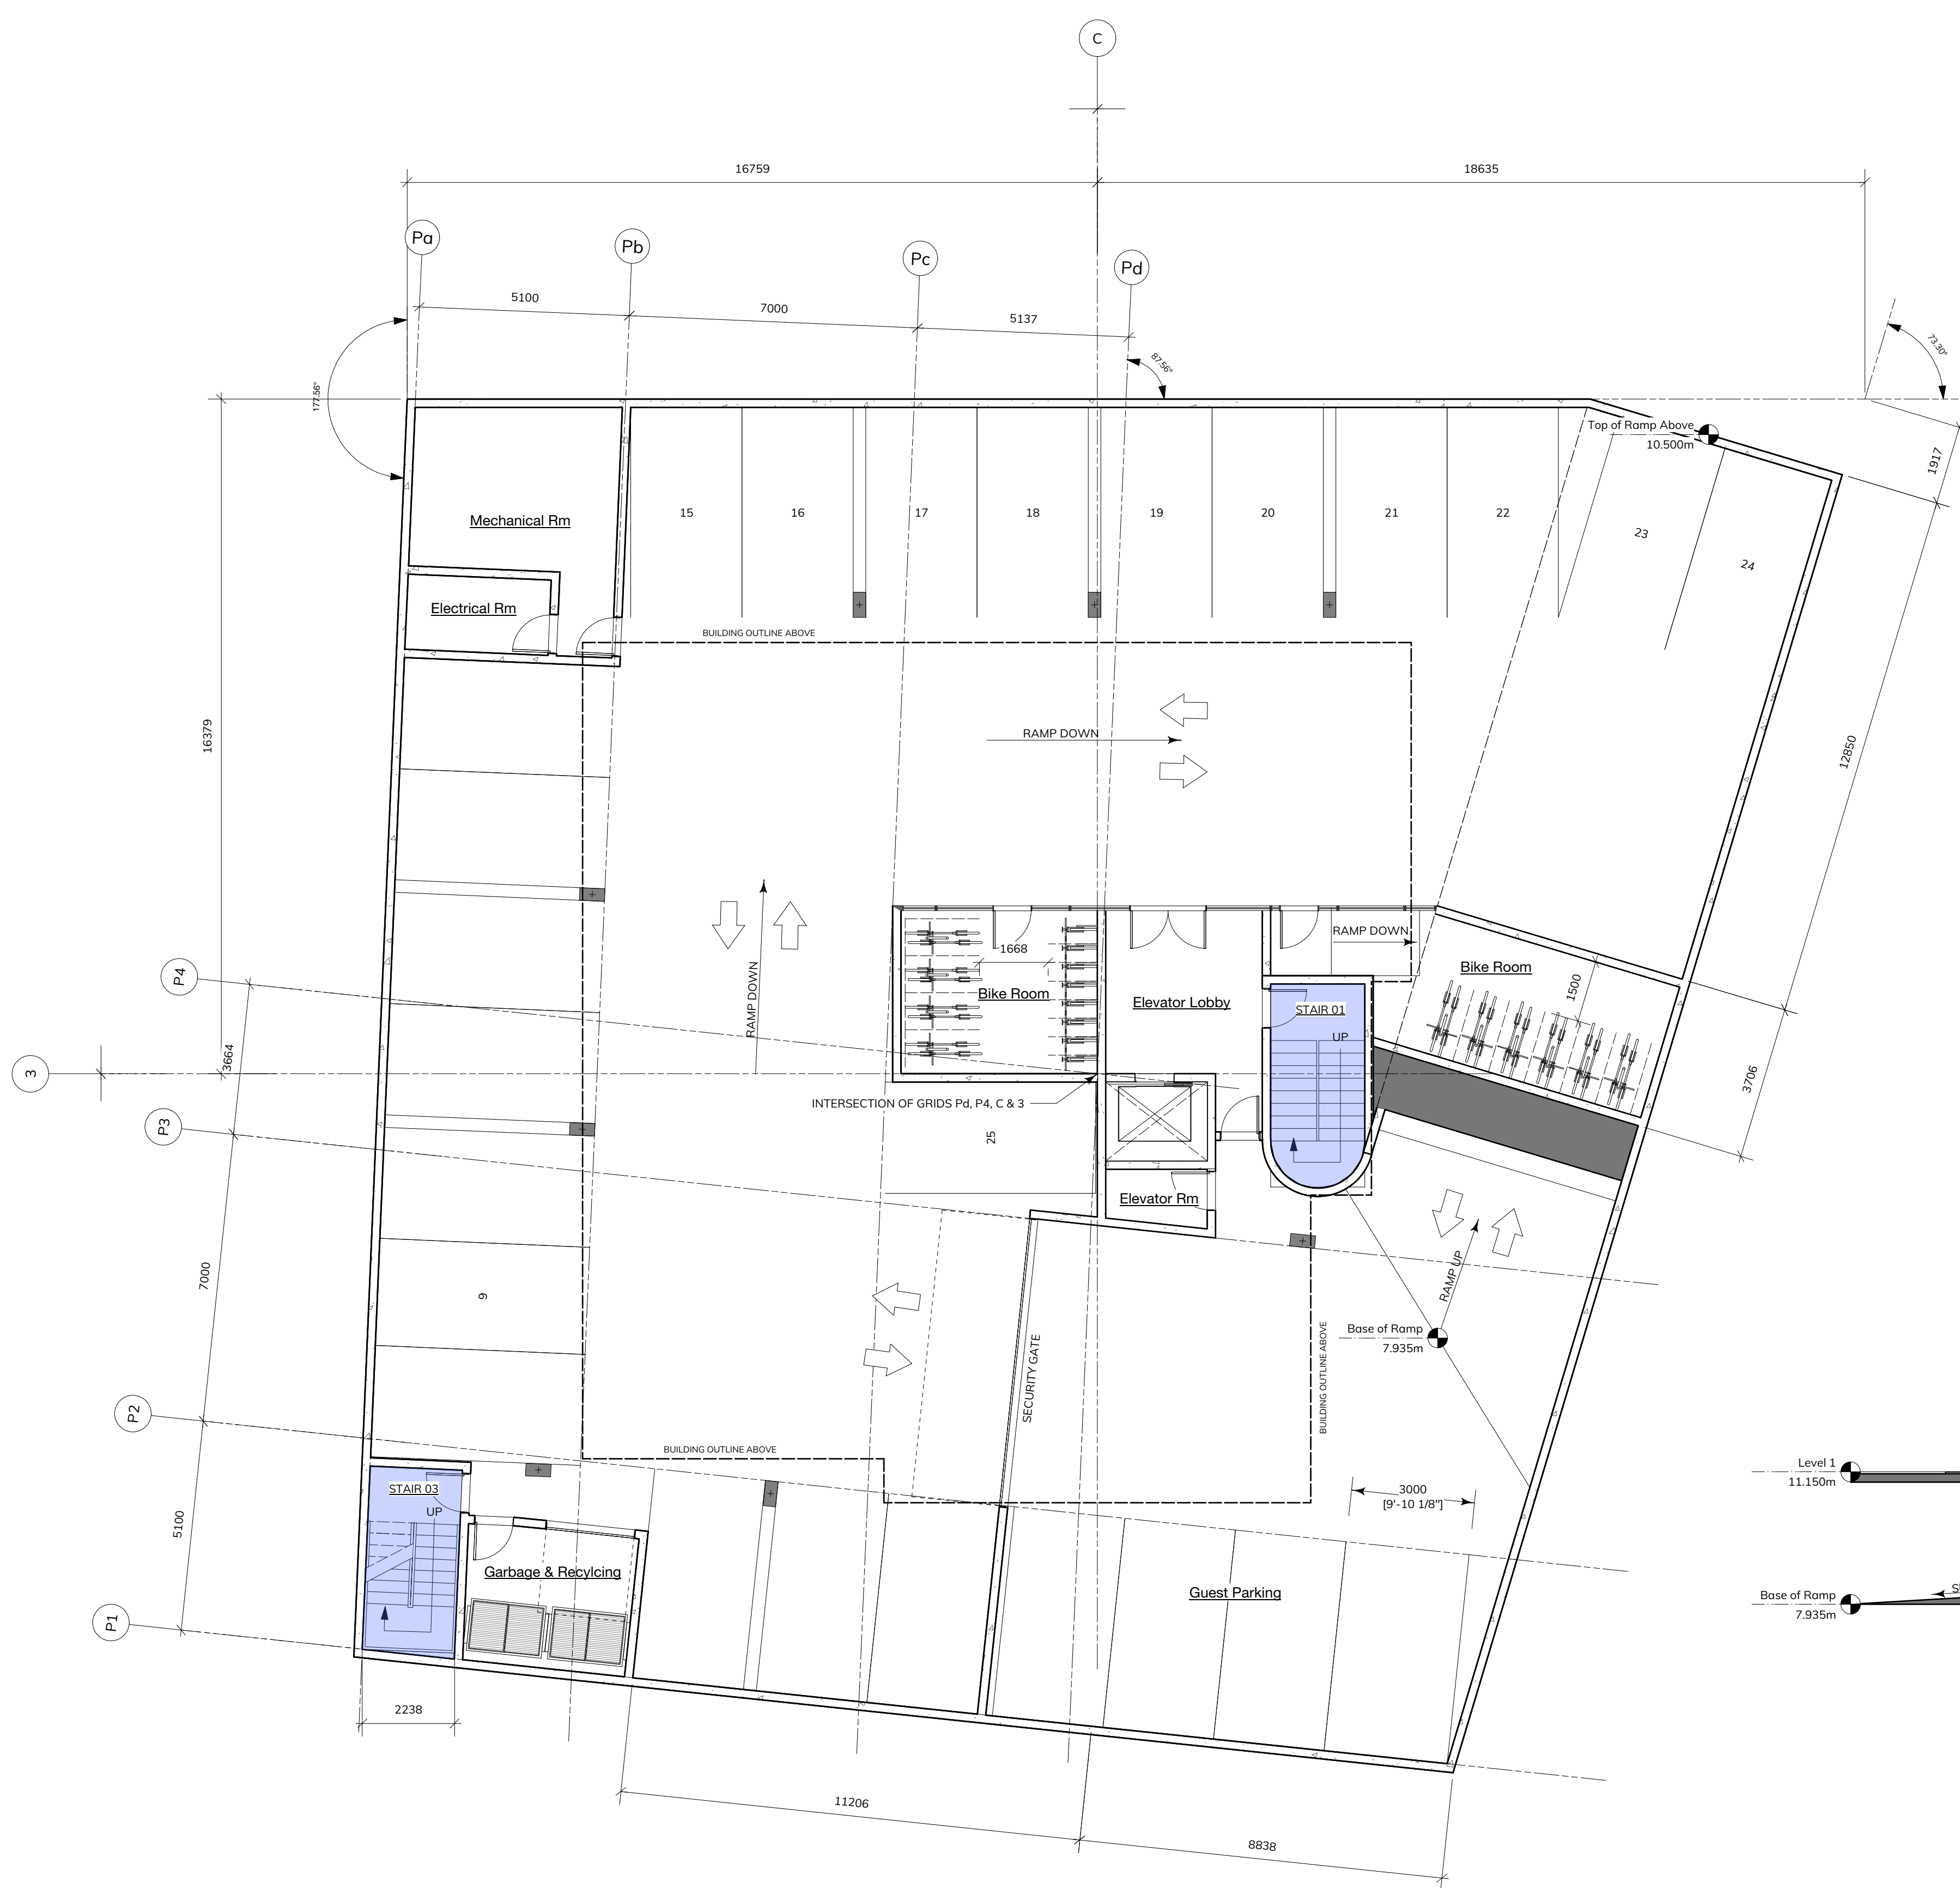 C
16759
18635
Pa
Pb
Pc
Pd
5100
7000
5137
87.56°
73.30°
177.56°
Top of Ramp Above
10.500m
1917
Mechanical Rm
15
16
17
18
19
20
21
22
23
24
Electrical Rm
BUILDING OUTLINE ABOVE
16379
RAMP DOWN
12850
RAMP DOWN
RAMP DOWN
1668
Bike Room
Bike Room
1500
P4
Elevator Lobby
STAIR 01
UP
3664
3
3706
INTERSECTION OF GRIDS Pd, P4, C & 3
P3
25
Elevator Rm
7000
9
RAMP UP
SECURITY GATE
BUILDING OUTLINE ABOVE
Base of Ramp
7.935m
P2
BUILDING OUTLINE ABOVE
STAIR 03
UP
3000
[9'-10 1/8"]
Level 1
11.150m
5100
Garbage & Recylcing
Guest Parking
Base of Ramp
7.935m
P1
2238
11206
8838